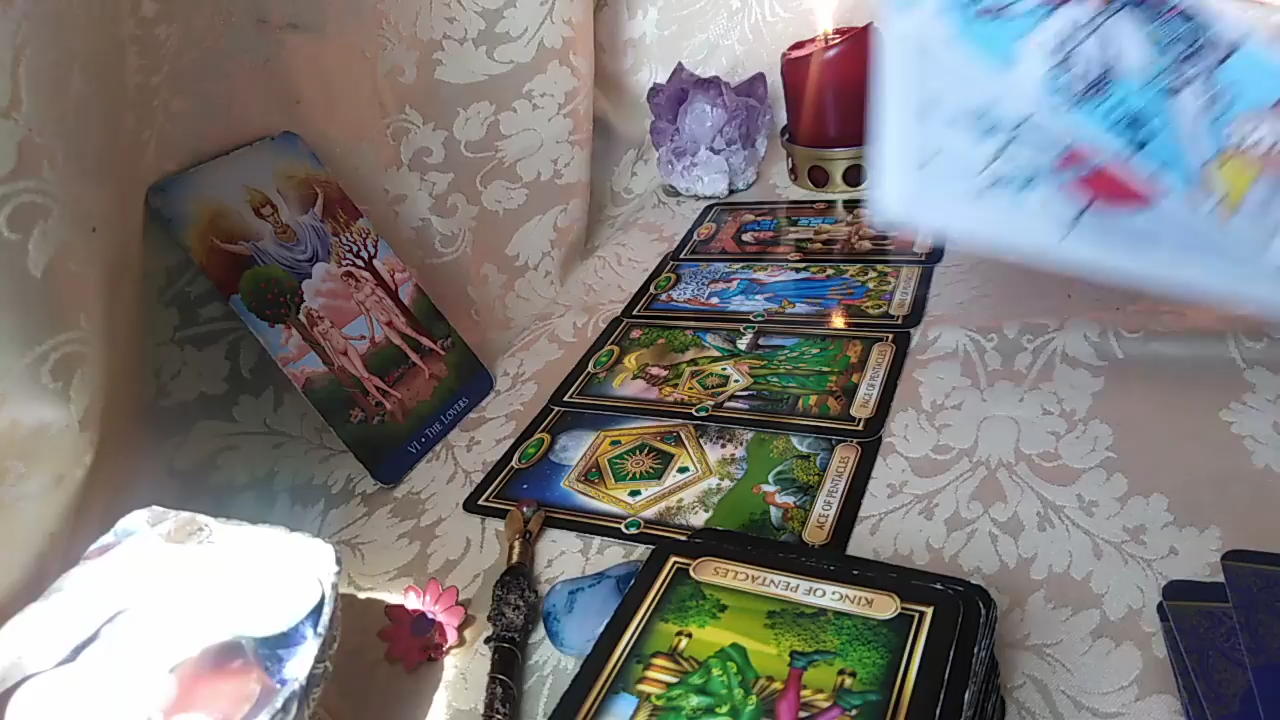 VI • THE LOVERS
PAGE OF PENTACLES
ACE OF PENTACLES
KING OF PENTACLES